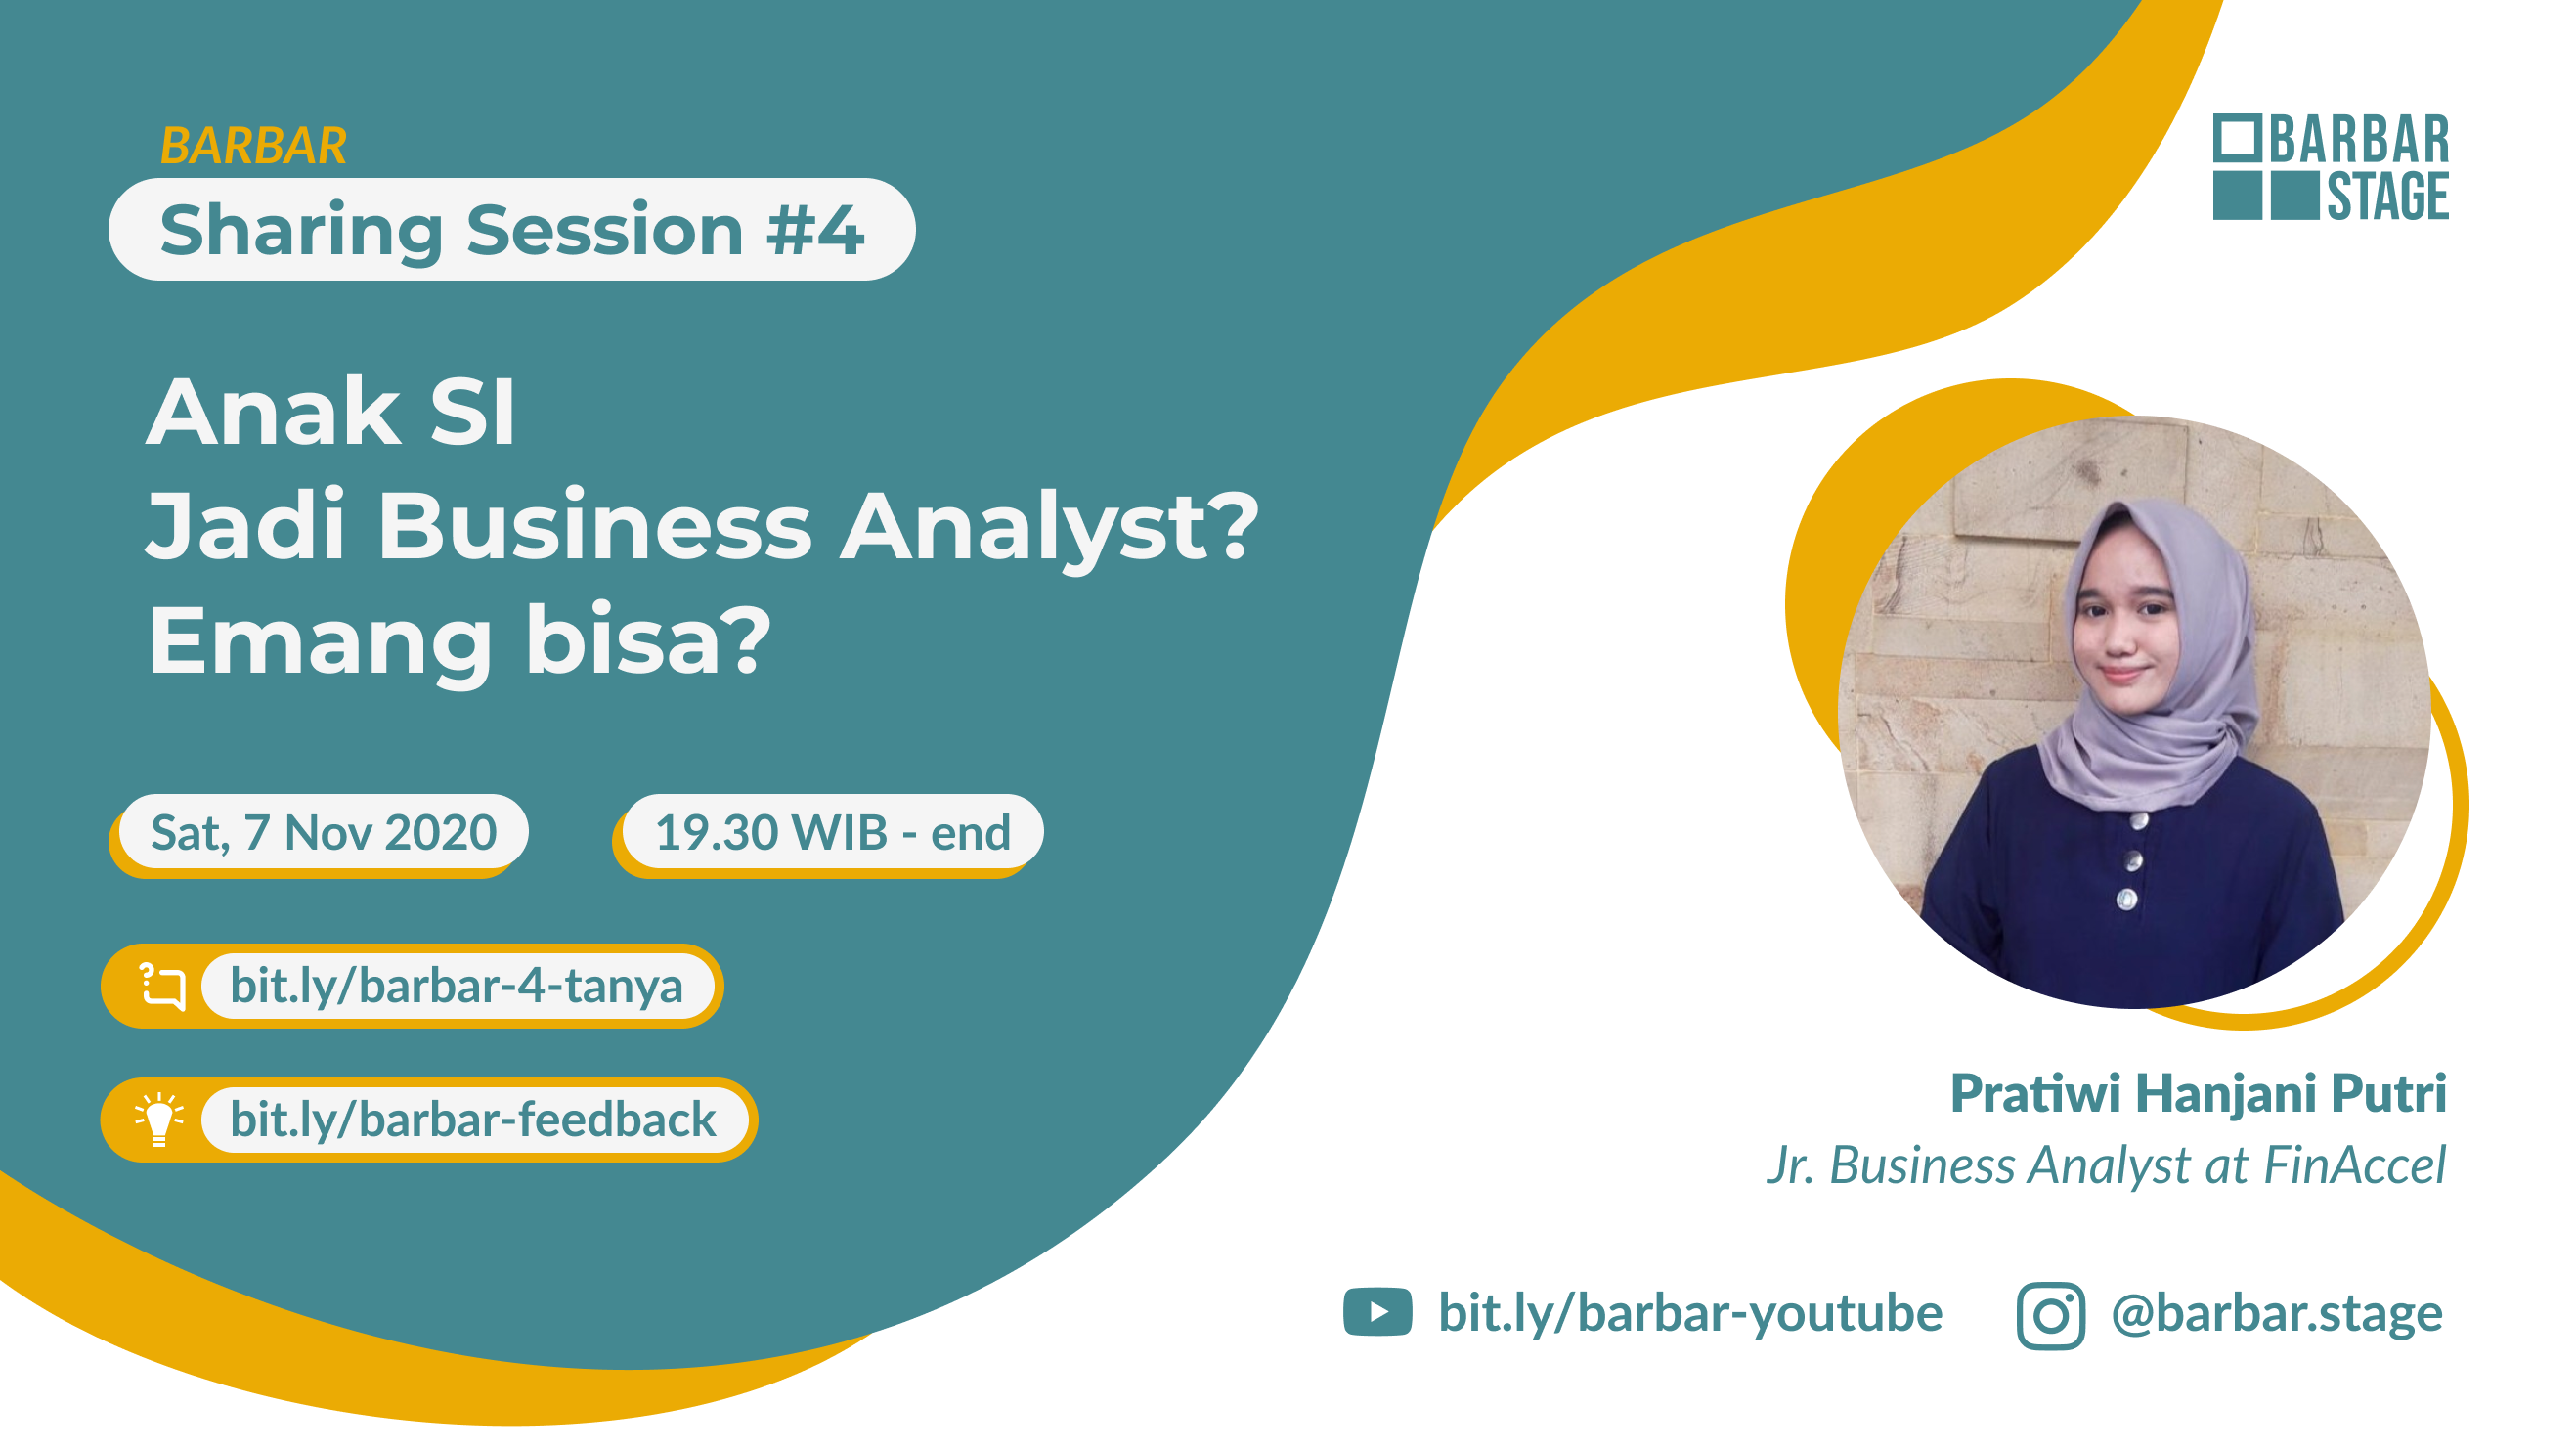 BARBAR
Sharing Session #4
Anak SI
Jadi Business Analyst?
Emang bisa?
Sat, 7 Nov 2020
19.30 WIB - end
bit.ly/barbar-4-tanya
bit.ly/barbar-feedback
BARBAR
STAGE
Pratiwi Hanjani Putri
Jr. Business Analyst at FinAccel
bit.ly/barbar-youtube
@barbar.stage